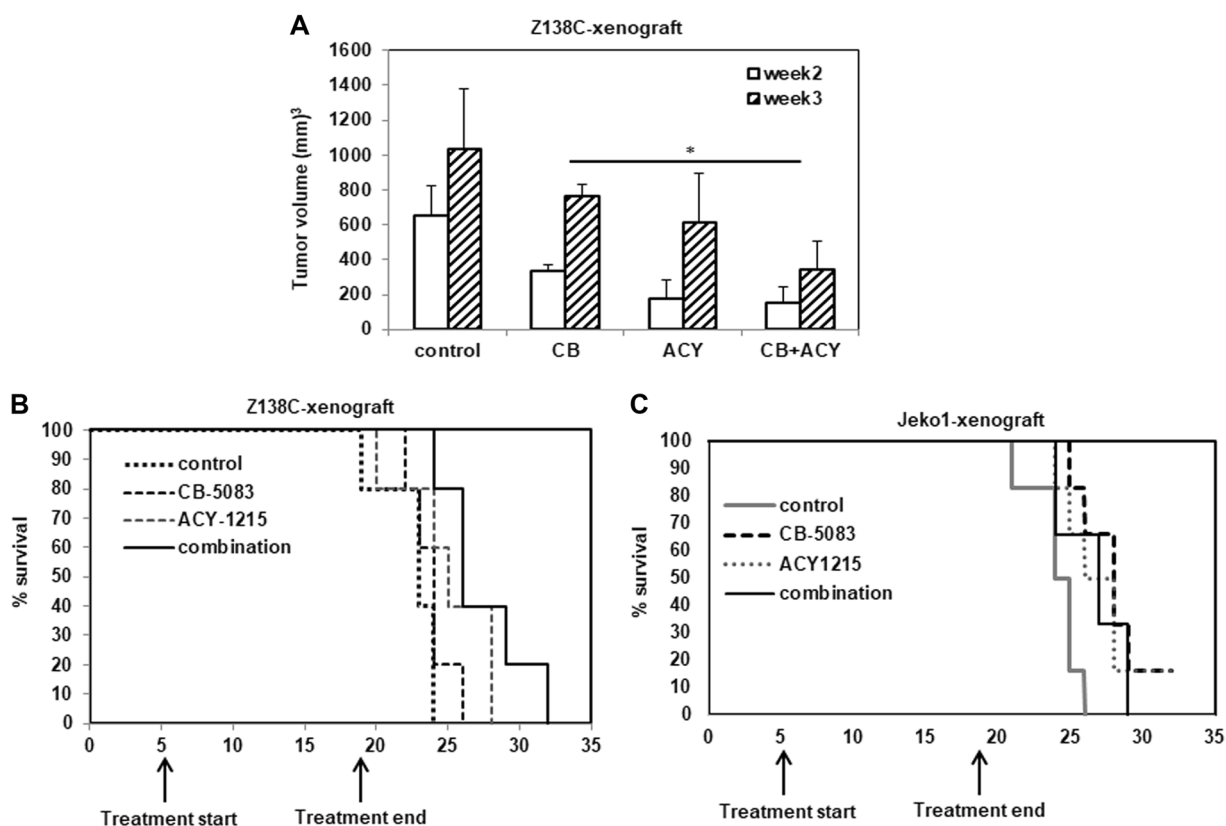 A
Z138C-xenograft
1600
1400
1200
1000
800
600
400
200
0
Tumor volume (mm)³
week2
week3
*
control CB ACY CB+ACY
B
Z138C-xenograft
100
90
80
70
60
50
40
30
20
10
0
% survival
control
CB-5083
ACY-1215
combination
0 5 10 15 20 25 30 35
Treatment start Treatment end
C
Jeko1-xenograft
100
90
80
70
60
50
40
30
20
10
0
% survival
control
CB-5083
ACY1215
combination
0 5 10 15 20 25 30 35
Treatment start Treatment end